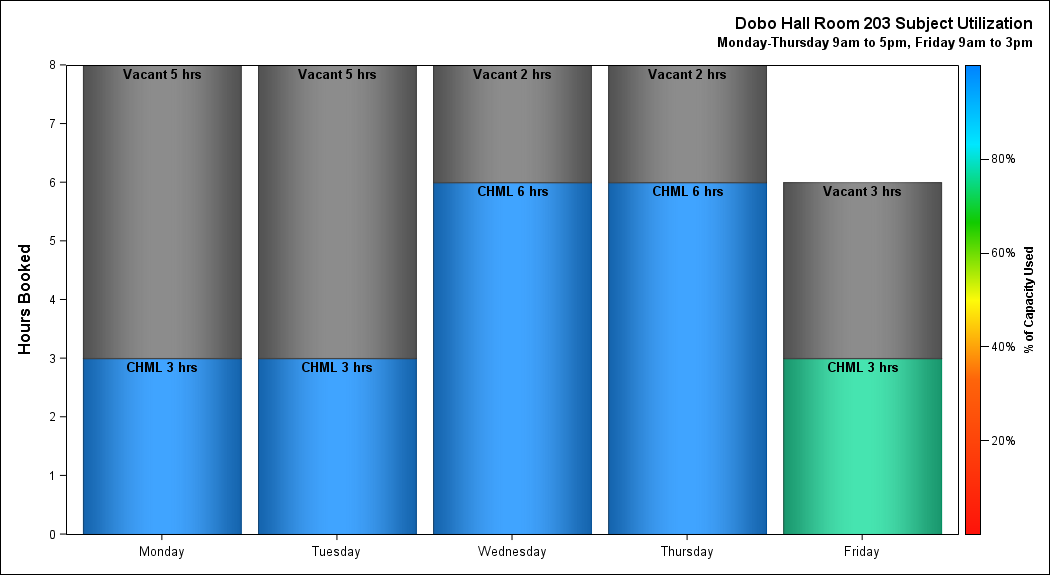 Dobo Hall Room 203 Subject Utilization
Monday-Thursday 9am to 5pm, Friday 9am to 3pm
Hours Booked
8
7
6
5
4
3
2
1
0
Vacant 5 hrs
Vacant 5 hrs
Vacant 2 hrs
Vacant 2 hrs
CHML 6 hrs
CHML 6 hrs
Vacant 3 hrs
CHML 3 hrs
CHML 3 hrs
CHML 3 hrs
Monday
Tuesday
Wednesday
Thursday
Friday
80%
60%
40%
20%
% of Capacity Used